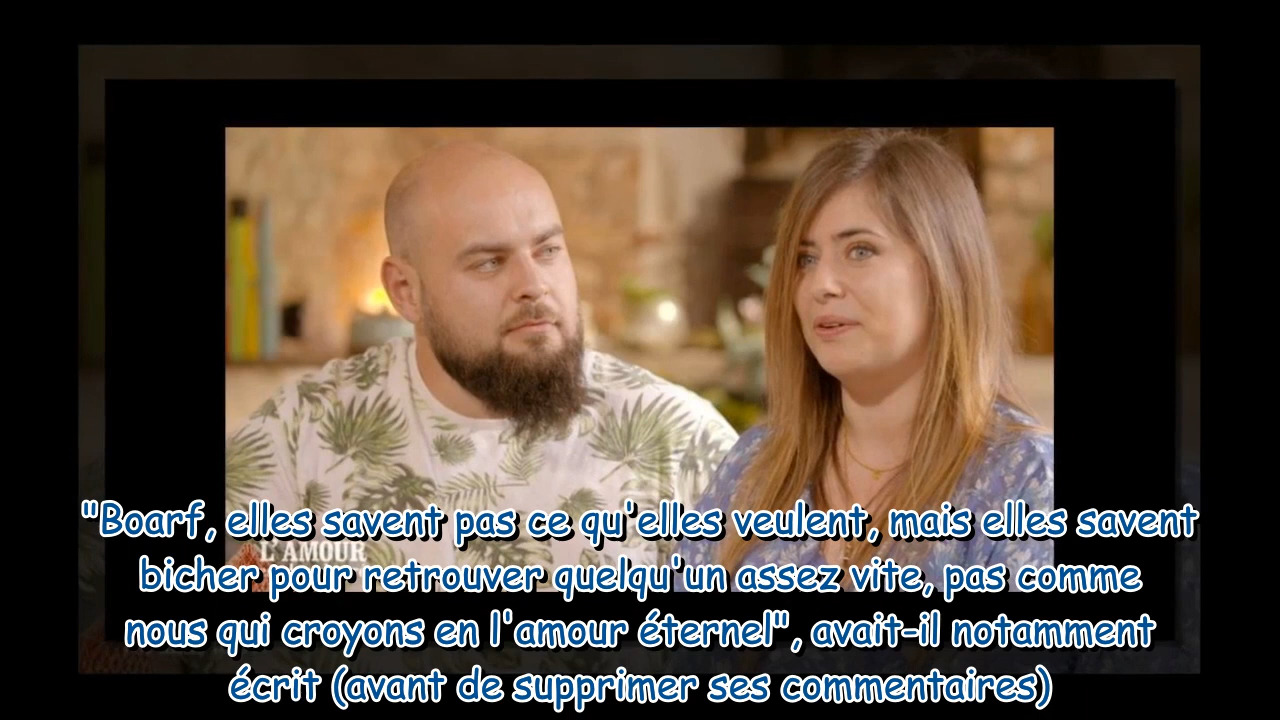 L'AMOUR
"Boarf, elles savent pas ce qu'elles veulent, mais elles savent
bicher pour retrouver quelqu'un assez vite, pas comme
nous qui croyons en l'amour éternel", avait-il notamment
écrit (avant de supprimer ses commentaires)